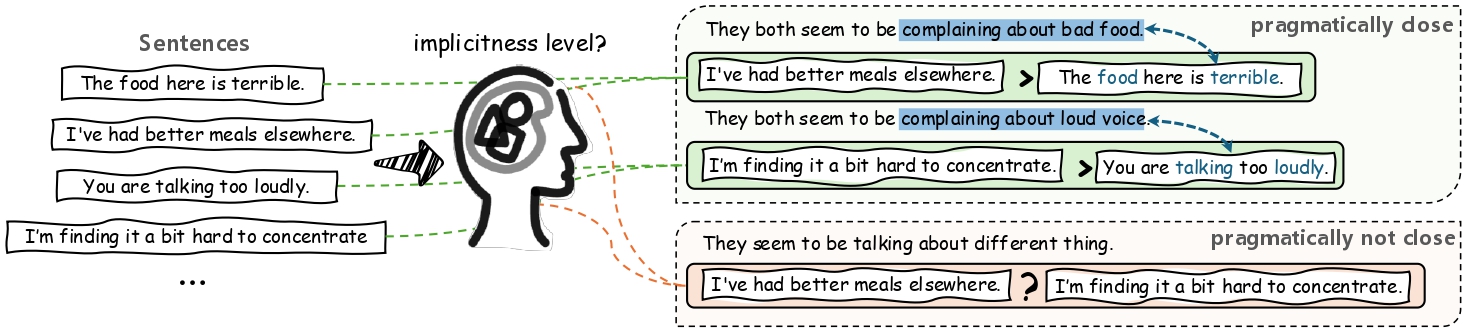 Sentences
The food here is terrible.
I've had better meals elsewhere.
You are talking too loudly.
I'm finding it a bit hard to concentrate
...
implicitness level?
pragmatically close
They both seem to be complaining about bad food.
I've had better meals elsewhere. > The food here is terrible.
They both seem to be complaining about loud voice.
I'm finding it a bit hard to concentrate. > You are talking too loudly.
pragmatically not close
They seem to be talking about different thing.
I've had better meals elsewhere. ? I'm finding it a bit hard to concentrate.